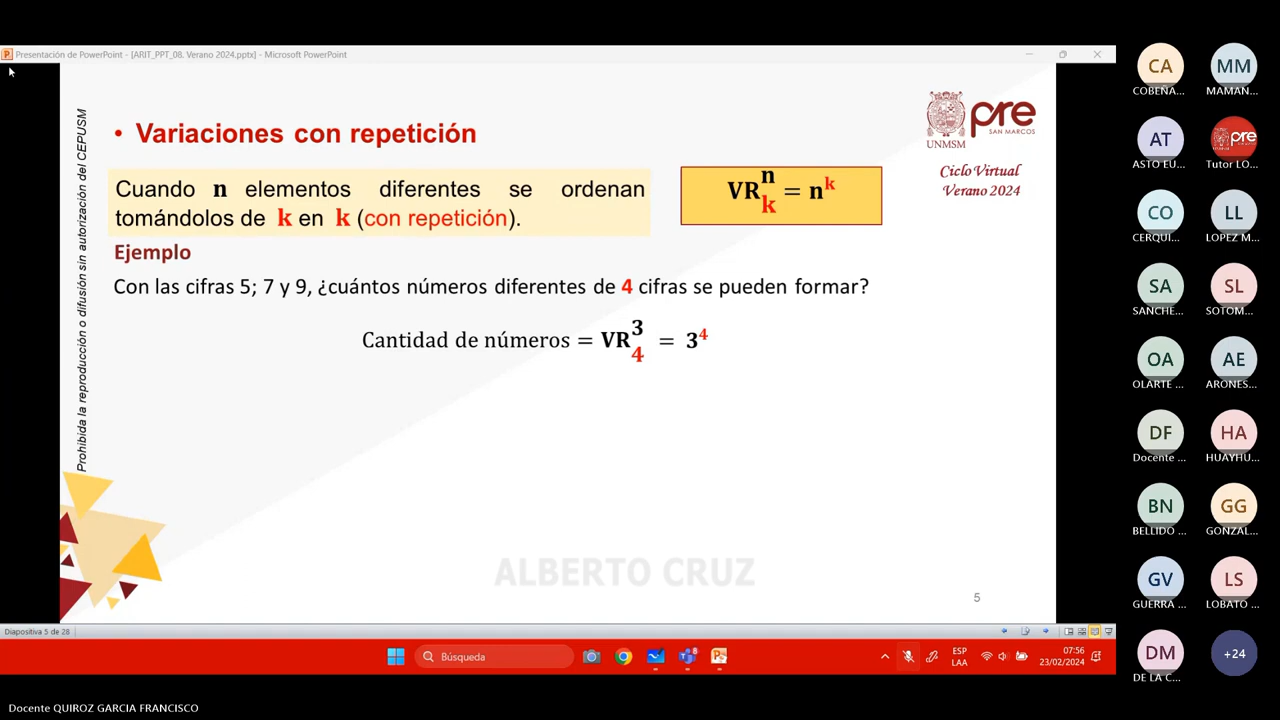 Presentación de PowerPoint - [ARIT_PPT_08. Verano 2024.pptx] - Microsoft PowerPoint
Prohibida la reproducción o difusión sin autorización del CEPUSM
• Variaciones con repetición
UNMSM
pre
SAN MARCOS
Ciclo Virtual
Verano 2024
Cuando n elementos diferentes se ordenan
tomándolos de k en k (con repetición).
VR^n_k = n^k
Ejemplo
Con las cifras 5; 7 y 9, ¿cuántos números diferentes de 4 cifras se pueden formar?
Cantidad de números = VR^3_4 = 3^4
ALBERTO CRUZ
5
Diapositiva 5 de 28
Búsqueda
8
ESP
LAA
07:56
23/02/2024
CA
COBEÑA...
MM
MAMAN...
AT
ASTO EU...
pre
Tutor LO...
CO
CERQUI...
LL
LOPEZ M...
SA
SANCHE...
SL
SOTOM...
OA
OLARTE ...
AE
ARONES...
DF
Docente ...
HA
HUAYHU...
BN
BELLIDO ...
GG
GONZAL...
GV
GUERRA ...
LS
LOBATO ...
DM
DE LA C...
+24
Docente QUIROZ GARCIA FRANCISCO